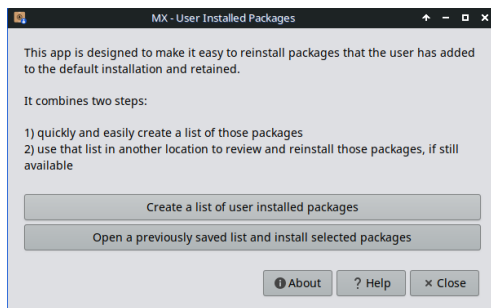 MX - User Installed Packages
This app is designed to make it easy to reinstall packages that the user has added
to the default installation and retained.
It combines two steps:
1) quickly and easily create a list of those packages
2) use that list in another location to review and reinstall those packages, if still
available
Create a list of user installed packages
Open a previously saved list and install selected packages
About
? Help
× Close